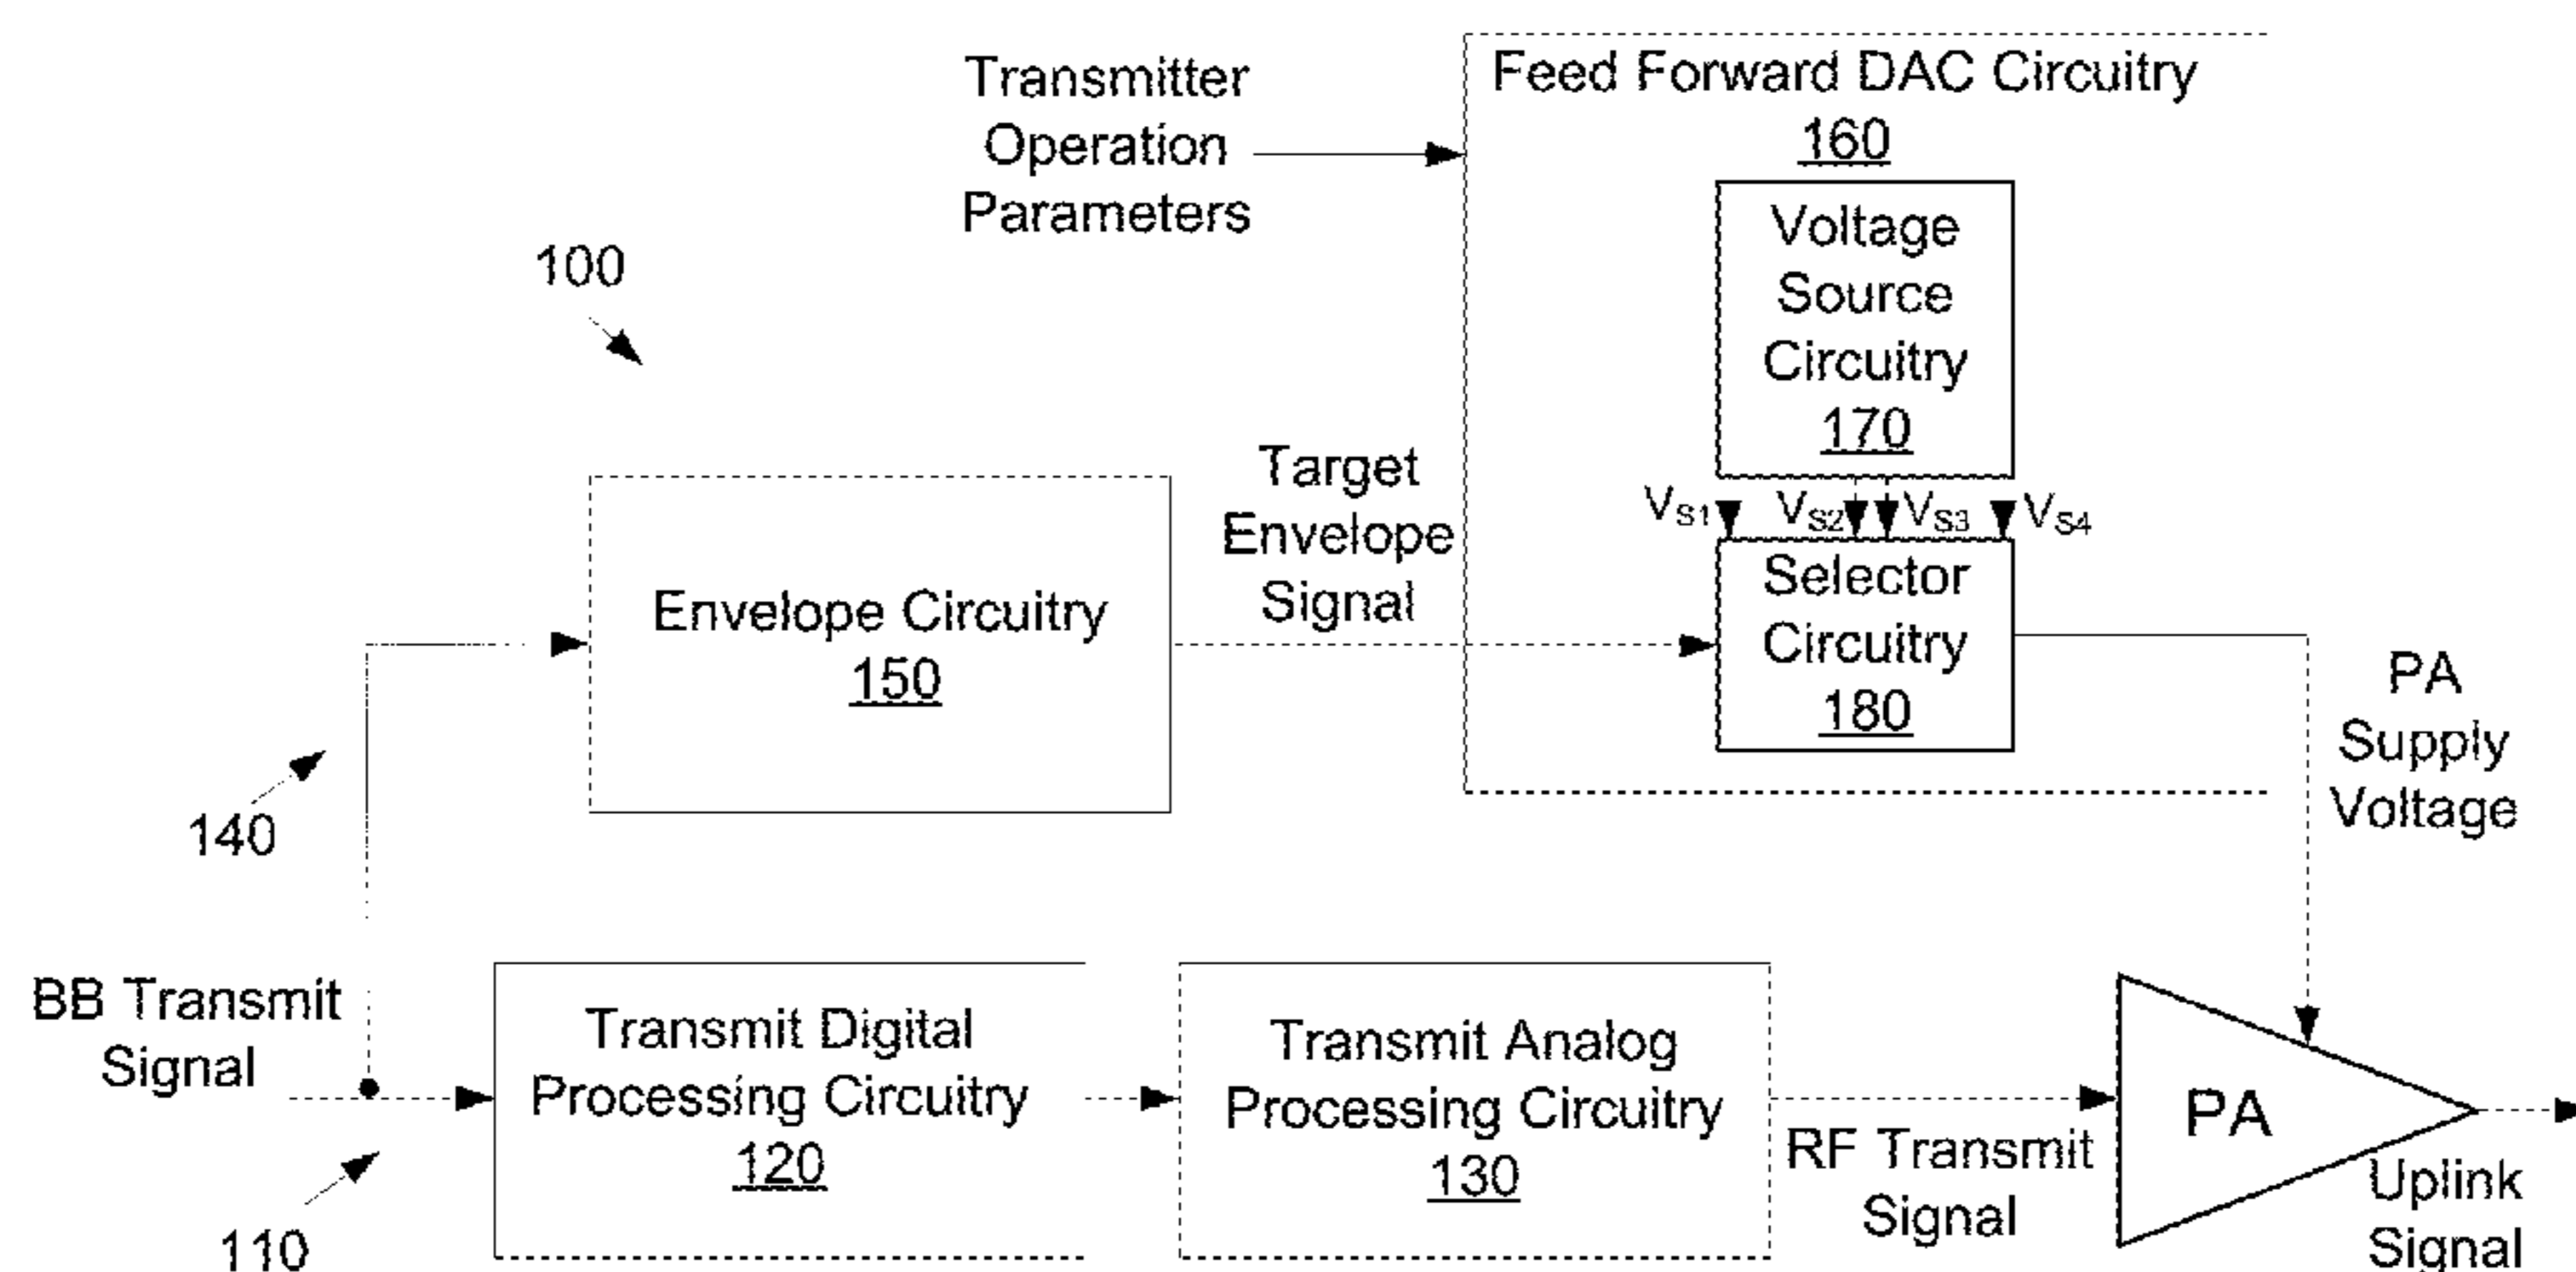 Transmitter
Operation
Parameters
Feed Forward DAC Circuitry
160
Voltage
Source
Circuitry
170
100
VS1 VS2 VS3 VS4
Target
Envelope
Signal
Selector
Circuitry
180
Envelope Circuitry
150
PA
Supply
Voltage
140
BB Transmit
Signal
Transmit Digital
Processing Circuitry
120
Transmit Analog
Processing Circuitry
130
RF Transmit
Signal
PA
Uplink
Signal
110